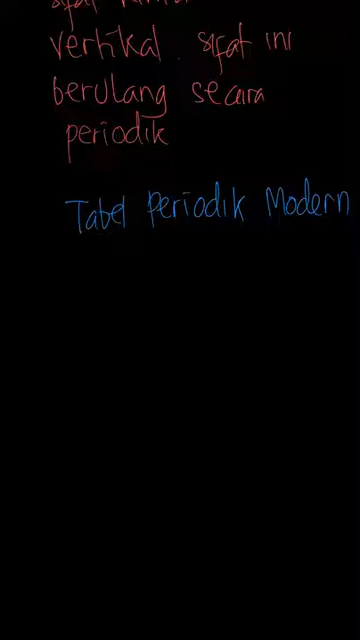 vertikal. sifat ini
berulang secara
periodik
Tabel Periodik Modern